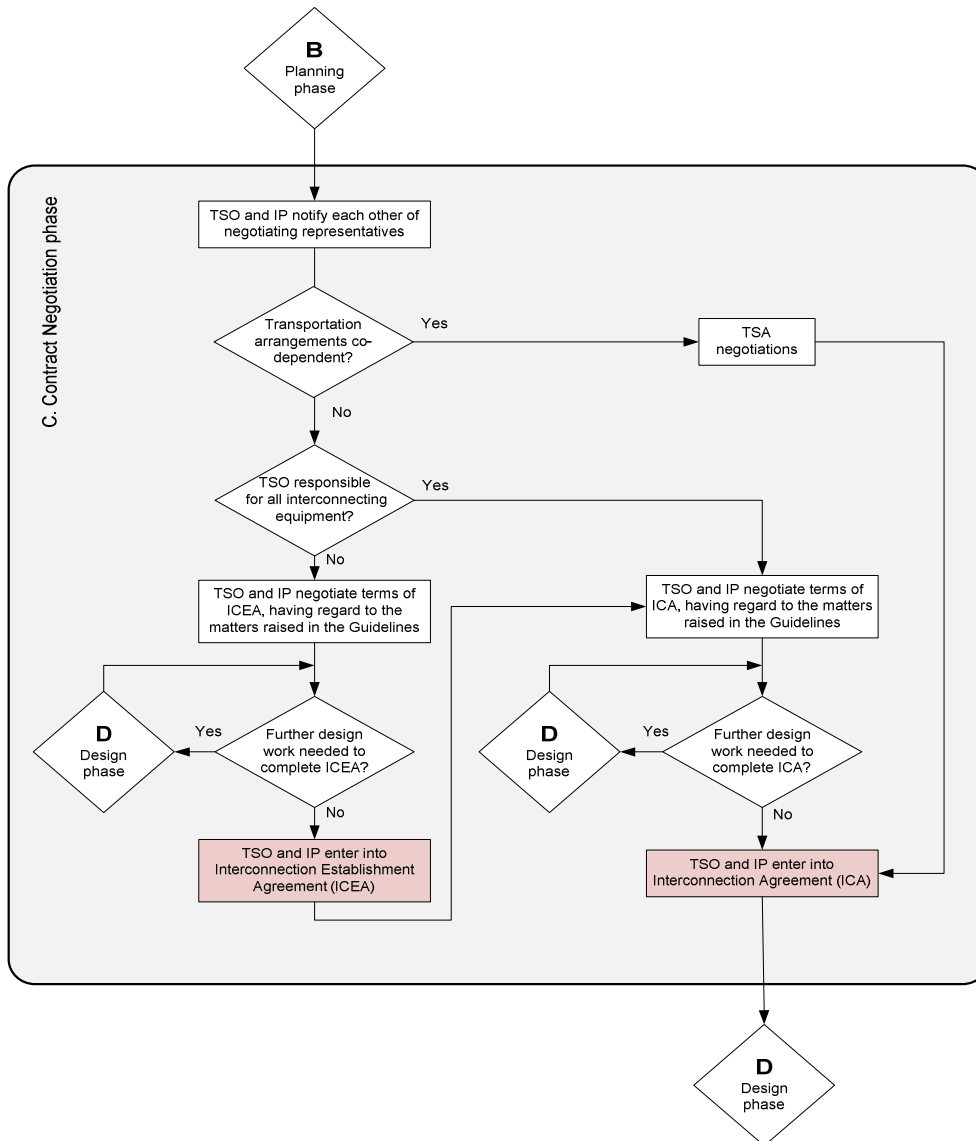 B
Planning
phase
C. Contract Negotiation phase
TSO and IP notify each other of
negotiating representatives
Transportation
arrangements co-
dependent?
Yes
TSA
negotiations
No
TSO responsible
for all interconnecting
equipment?
Yes
No
TSO and IP negotiate terms of
ICEA, having regard to the
matters raised in the Guidelines
TSO and IP negotiate terms of
ICA, having regard to the matters
raised in the Guidelines
D
Design
phase
Yes
Further design
work needed to
complete ICEA?
No
D
Design
phase
Yes
Further design
work needed to
complete ICA?
No
TSO and IP enter into
Interconnection Establishment
Agreement (ICEA)
TSO and IP enter into
Interconnection Agreement (ICA)
D
Design
phase